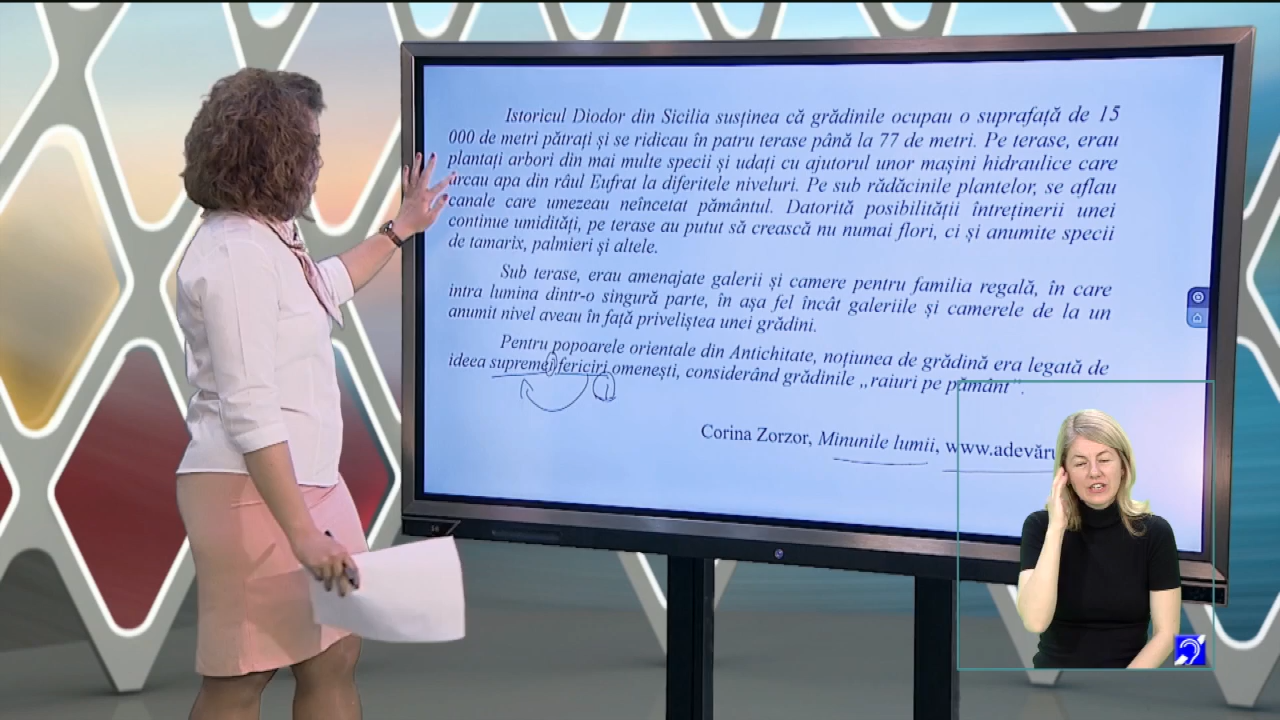 Istoricul Diodor din Sicilia susținea că grădinile ocupau o suprafață de 15
000 de metri pătrați și se ridicau în patru terase până la 77 de metri. Pe terase, erau
plantați arbori din mai multe specii și udați cu ajutorul unor mașini hidraulice care
urcau apa din râul Eufrat la diferitele niveluri. Pe sub rădăcinile plantelor, se aflau
canale care umezeau neîncetat pământul. Datorită posibilității întreținerii unei
continue umidități, pe terase au putut să crească nu numai flori, ci și anumite specii
de tamarix, palmieri și altele.
Sub terase, erau amenajate galerii și camere pentru familia regală, în care
intra lumina dintr-o singură parte, în așa fel încât galeriile și camerele de la un
anumit nivel aveau în față priveliștea unei grădini.
Pentru popoarele orientale din Antichitate, noțiunea de grădină era legată de
ideea supremei fericiri omenești, considerând grădinile „raiuri pe pământ”.
i
Corina Zorzor, Minunile lumii, www.adevăru